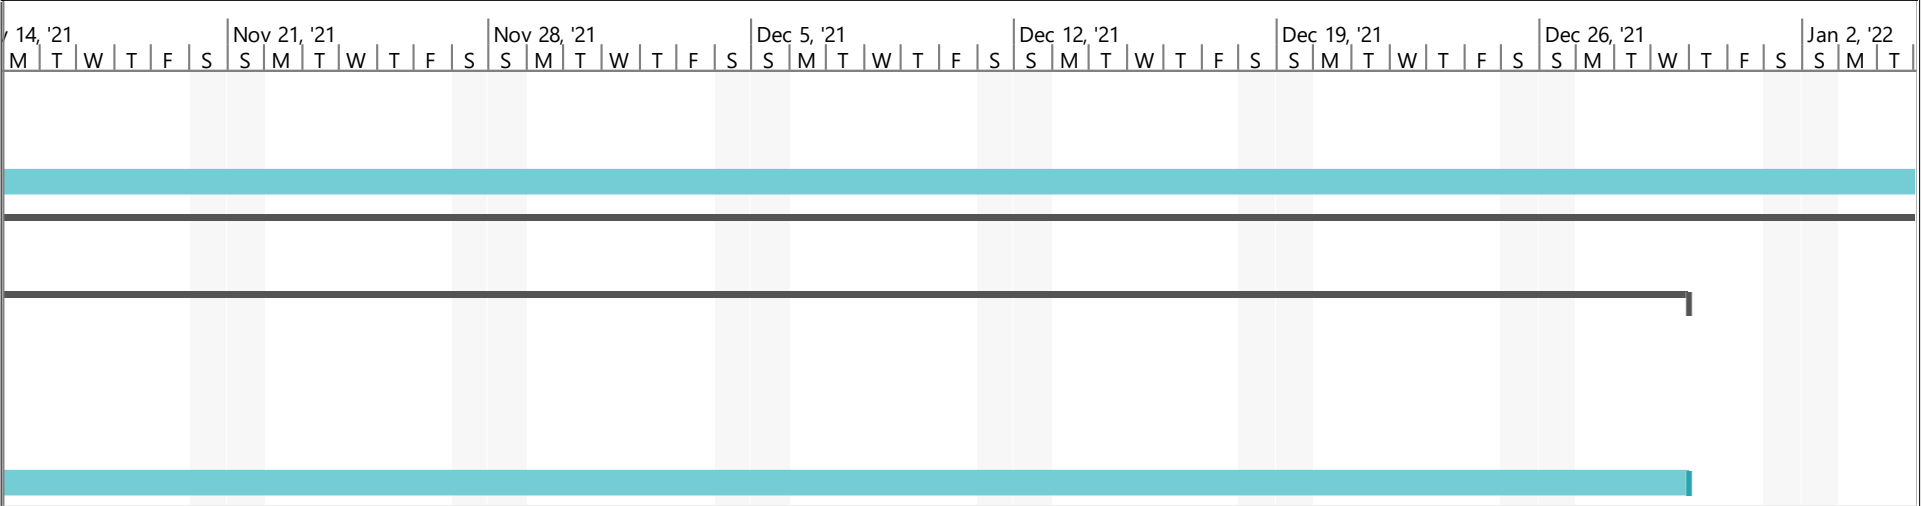 14, '21 Nov 21, '21 Nov 28, '21 Dec 5, '21 Dec 12, '21 Dec 19, '21 Dec 26, '21 Jan 2, '22
M T W T F S S M T W T F S S M T W T F S S M T W T F S S M T W T F S S M T W T F S S M T W T F S S M T